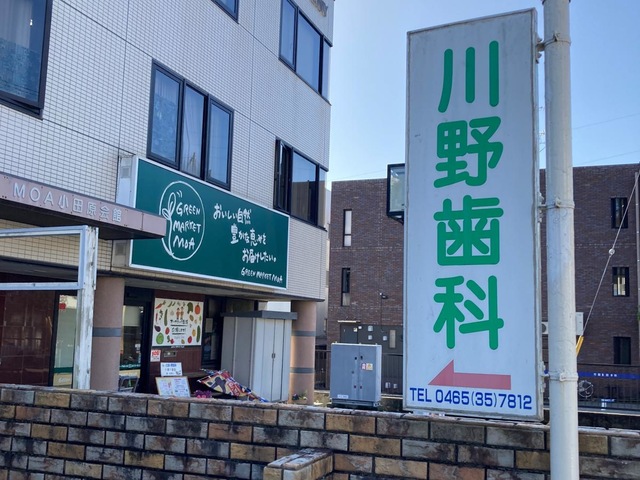 MOA小田原会館
GREEN
MARKET
MOA
おいしい自然
豊かな恵みを
お届けしたい。
GREEN MARKET MOA
川野歯科
TEL 0465(35)7812